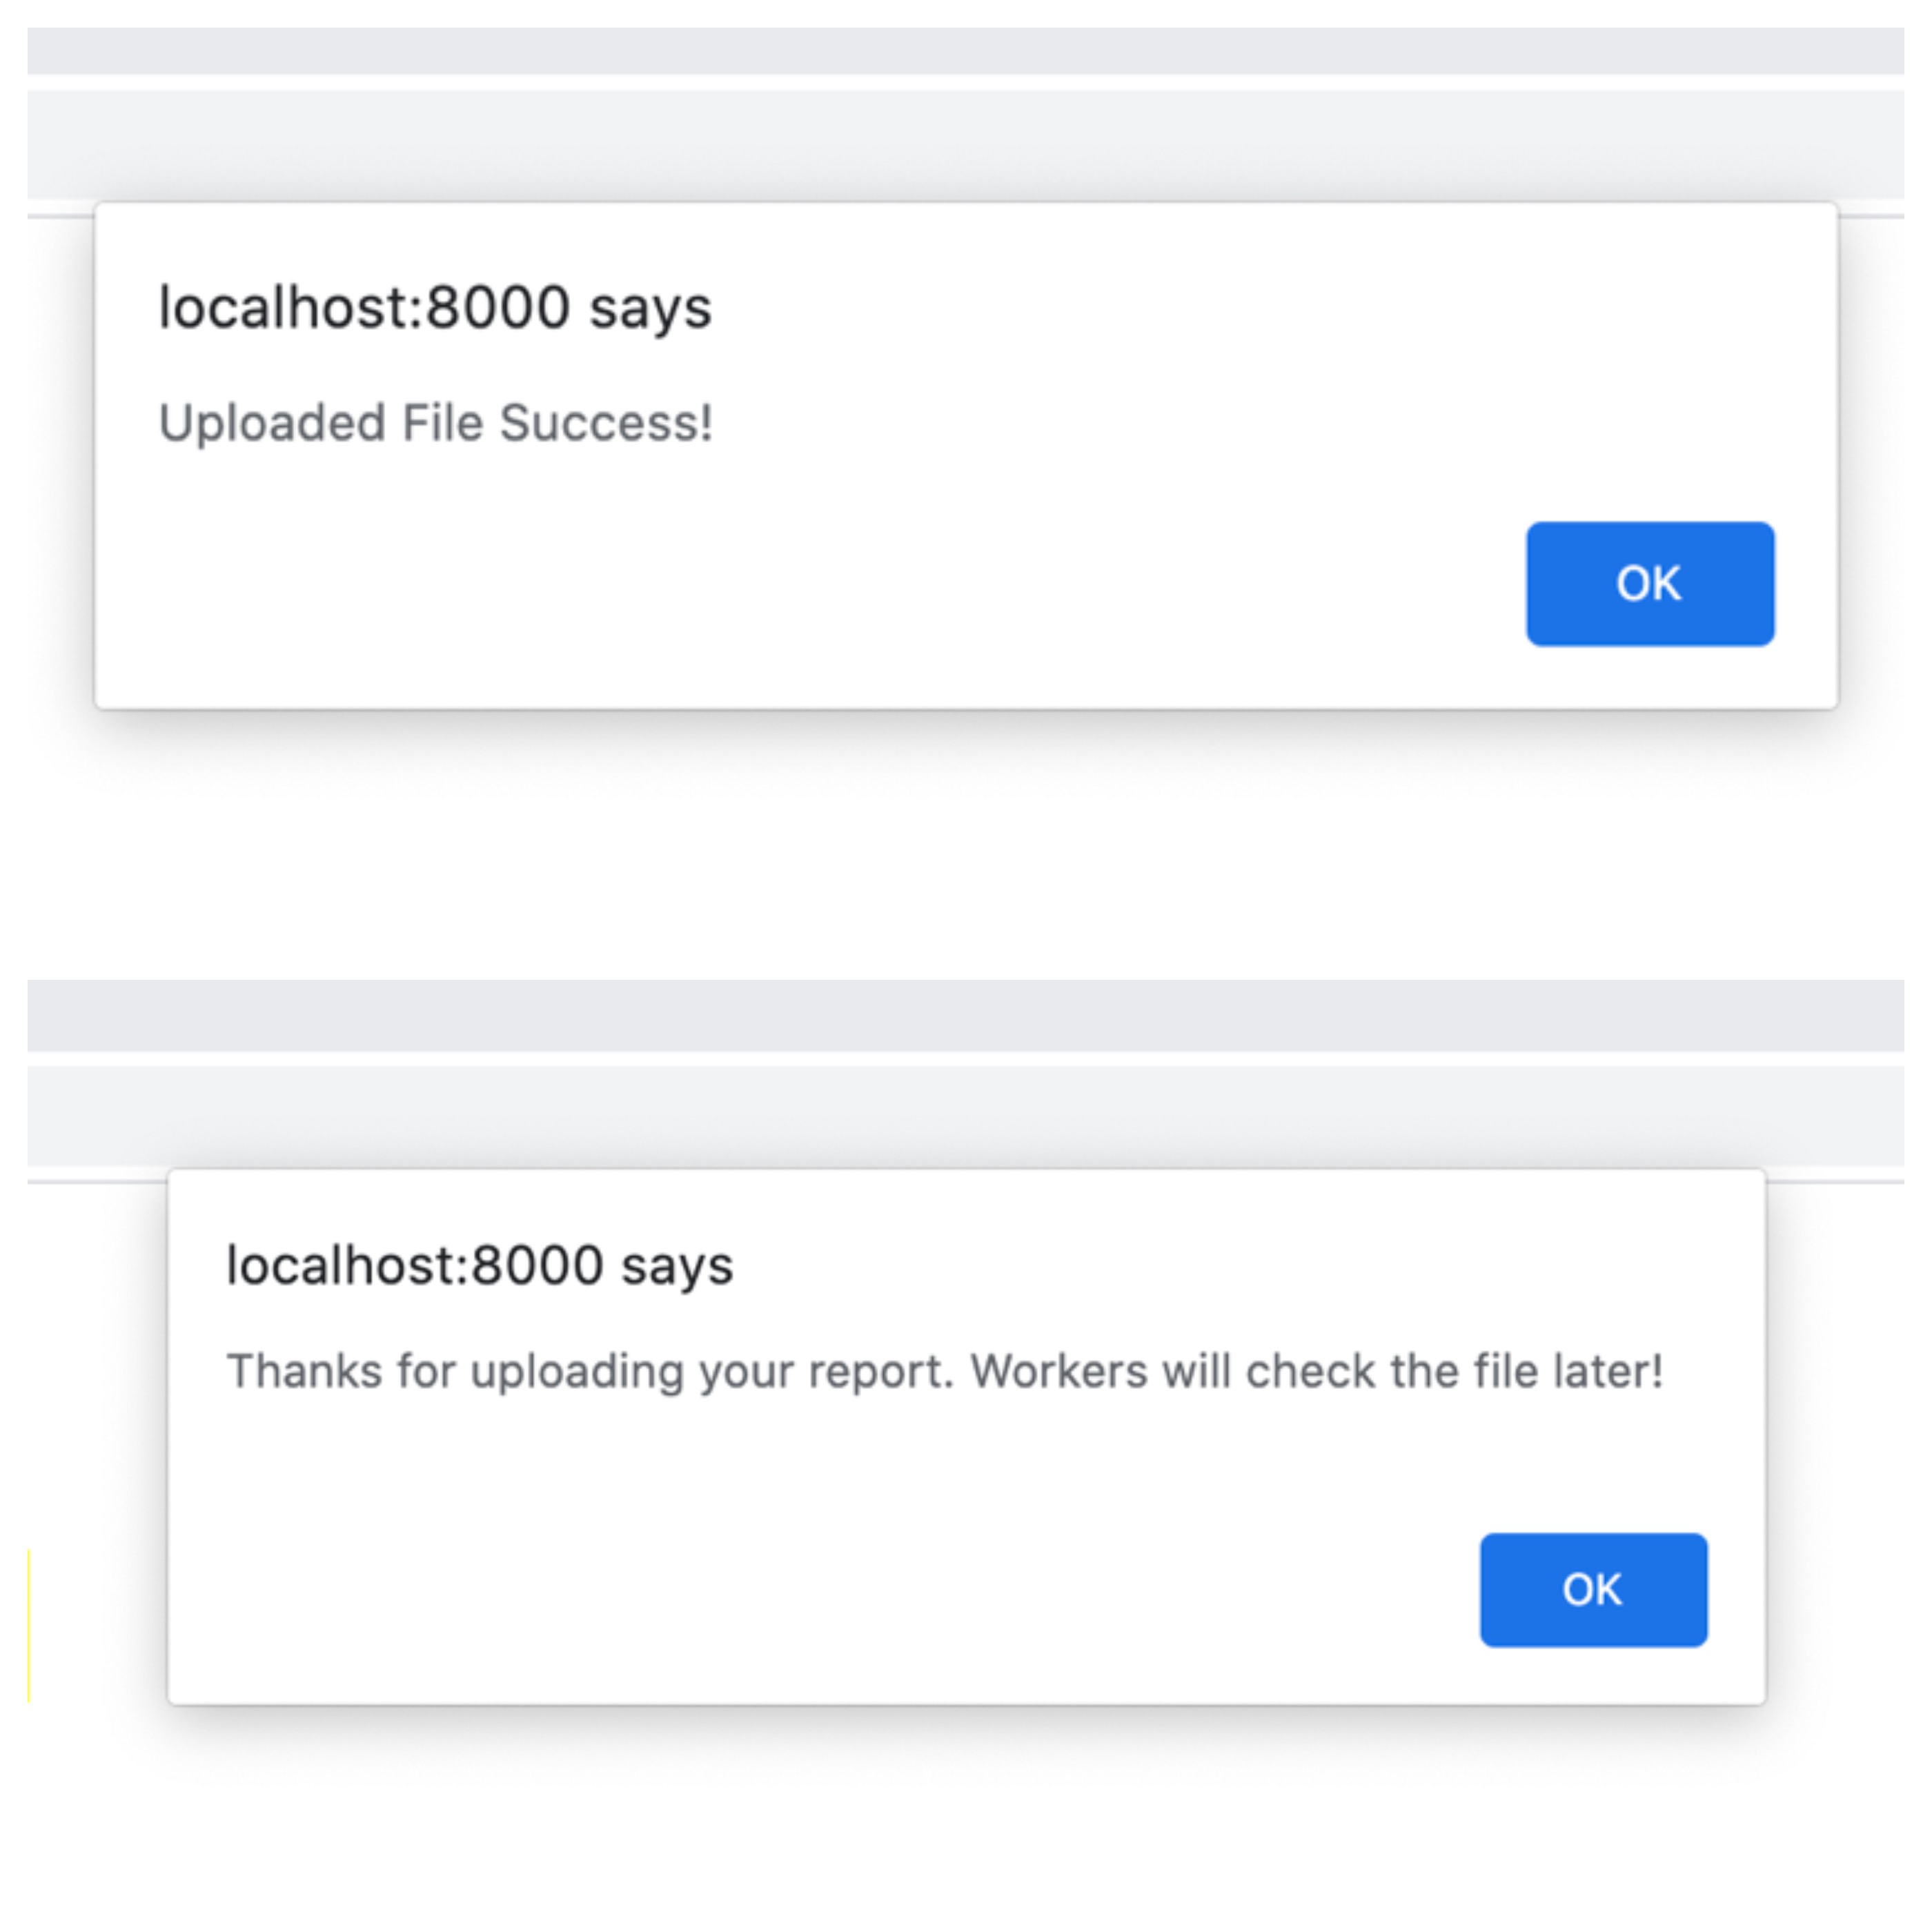 localhost:8000 says
Uploaded File Success!
OK
localhost:8000 says
Thanks for uploading your report. Workers will check the file later!
OK